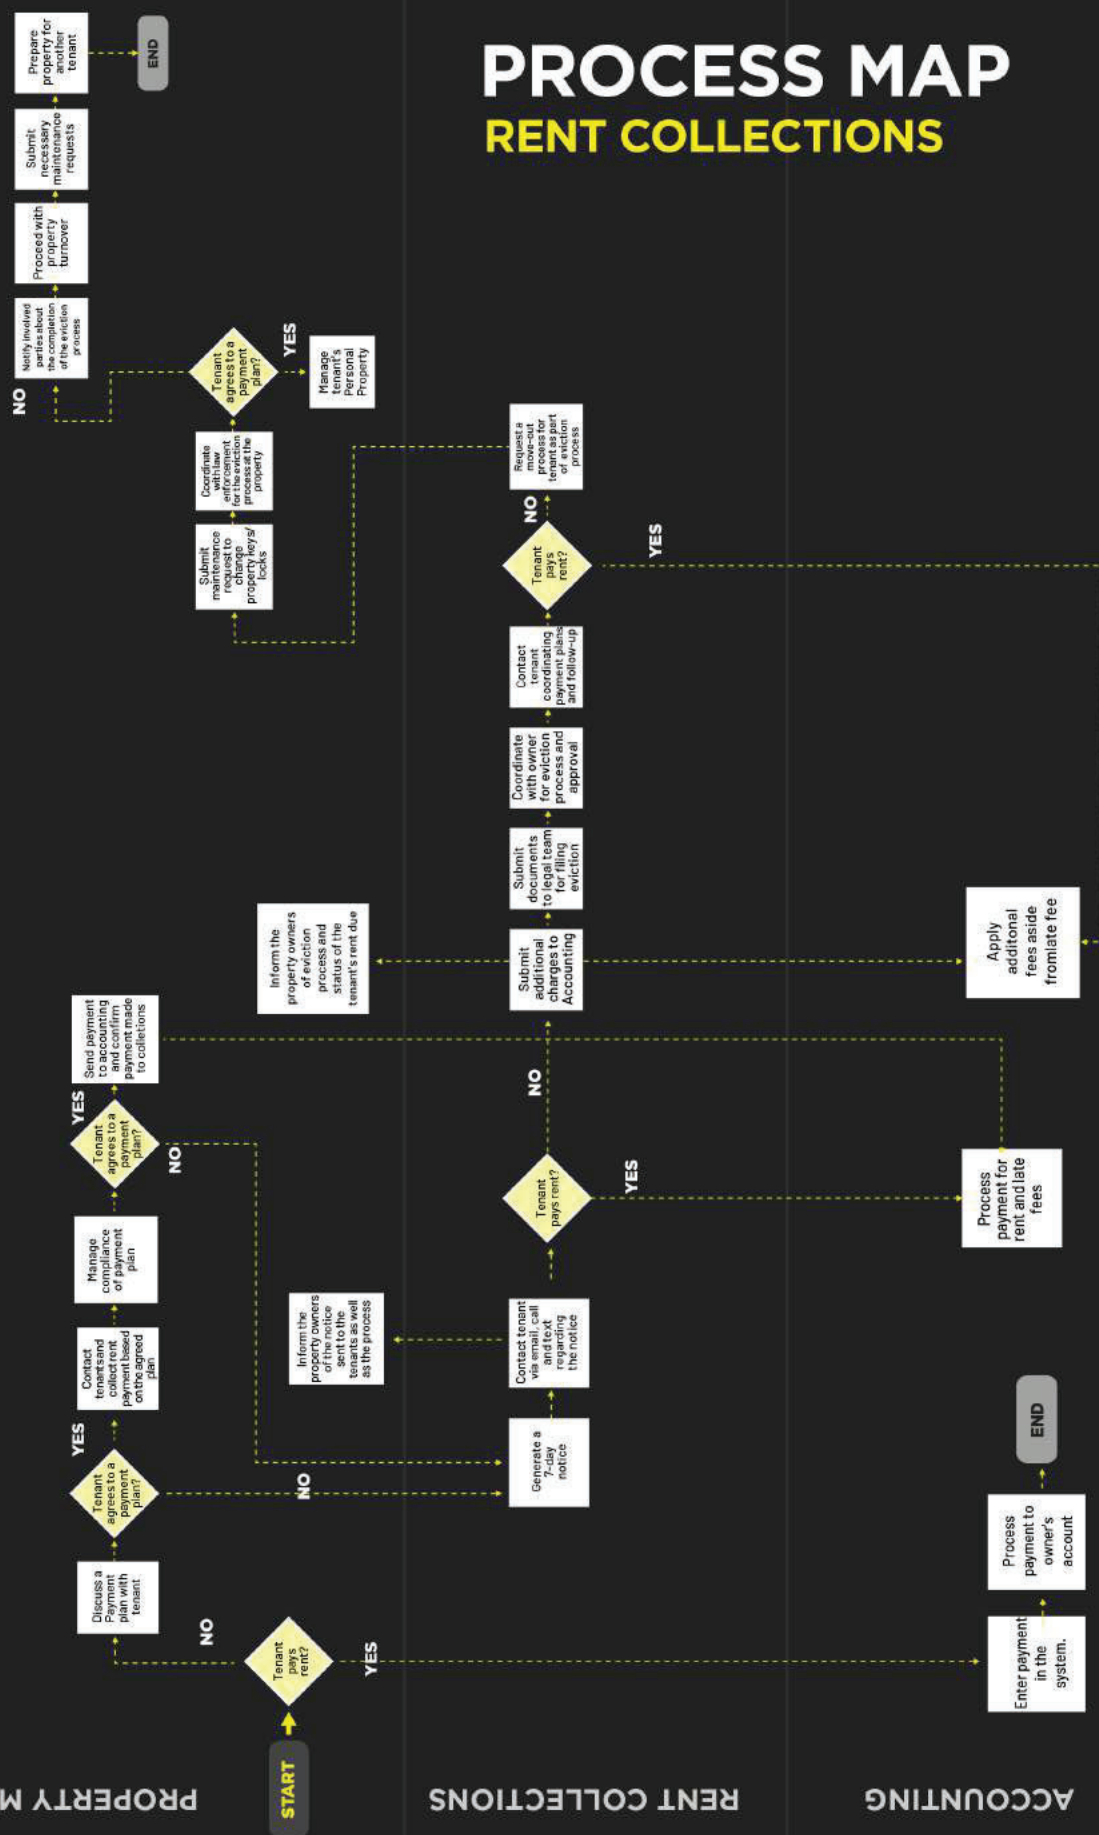 PROCESS MAP
RENT COLLECTIONS
PROPERTY M
START
Tenant
pays
rent?
NO
YES
Discuss a
Payment
plan with
tenant
Tenant
agrees to a
payment
plan?
YES
NO
Contact
tenants and
collect rent
payment based
on the agreed
plan
Manage
compliance
of payment
plan
Tenant
agrees to a
payment
plan?
YES
NO
Send payment
to accounting
and confirm
payment made
to colletions
Inform the
property owners
of the notice
sent to the
tenants as well
as the process
Inform the
property owners
of eviction
process and
status of the
tenant's rent due
Submit
maintenance
request to
change
property keys/
locks
Coordinate
with law
enforcement
for the eviction
process at the
property
Tenant
agrees to a
payment
plan?
YES
NO
Manage
tenant's
Personal
Property
Notify involved
parties about
the completion
of the eviction
process
Proceed with
property
turnover
Submit
necessary
maintenance
requests
Prepare
property for
another
tenant
END
RENT COLLECTIONS
Generate a
7-day
notice
Contact tenant
via email, call
and text
regarding
the notice
Tenant
pays rent?
NO
YES
Submit
additional
charges to
Accounting
Submit
documents
to legal team
for filing
eviction
Coordinate
with owner
for eviction
process and
approval
Contact
tenant
coordinating
payment plans
and follow-up
Tenant
pays
rent?
NO
YES
Request a
move-out
process for
tenant as part
of eviction
process
ACCOUNTING
Enter payment
in the
system.
Process
payment to
owner's
account
END
Process
payment for
rent and late
fees
Apply
additonal
fees aside
fromlate fee